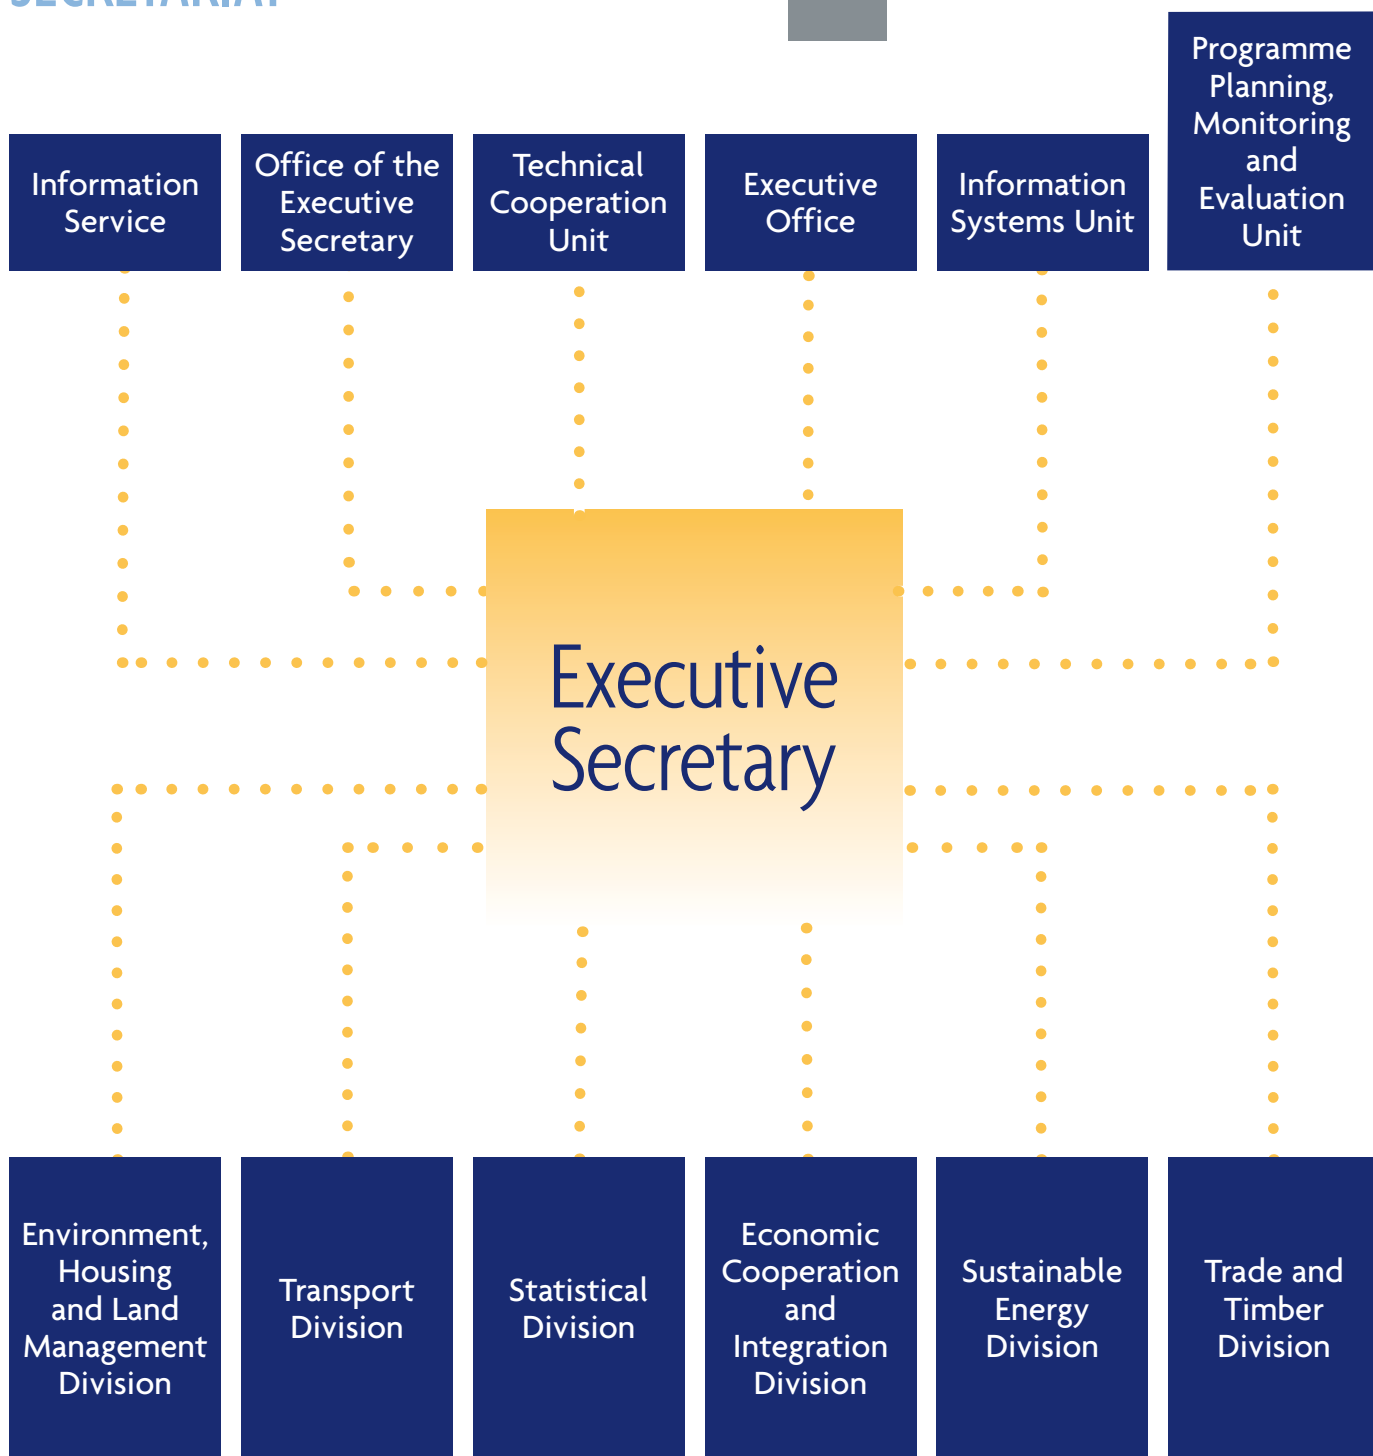 SECRETARIAT
Programme
Planning,
Monitoring
and
Evaluation
Unit
Information
Service
Office of the
Executive
Secretary
Technical
Cooperation
Unit
Executive
Office
Information
Systems Unit
Executive
Secretary
Environment,
Housing
and Land
Management
Division
Transport
Division
Statistical
Division
Economic
Cooperation
and
Integration
Division
Sustainable
Energy
Division
Trade and
Timber
Division